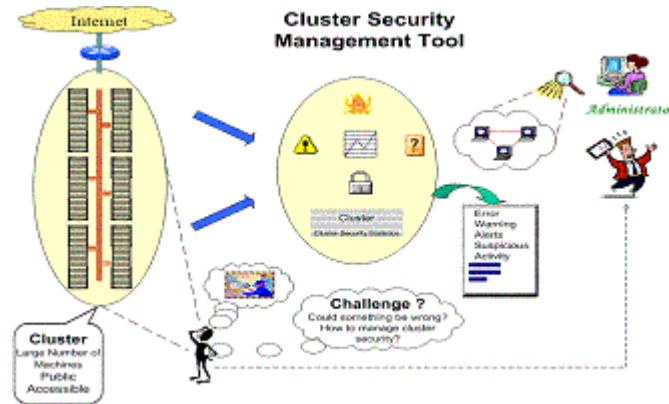 Internet
Cluster Security
Management Tool
Administrato
Cluster
Cluster Security Statistics
Error
Warning
Alerts
Suspicious
Activity
Challenge ?
Could something be wrong?
How to manage cluster
security?
Cluster
Large Number of
Machines
Public
Accessible